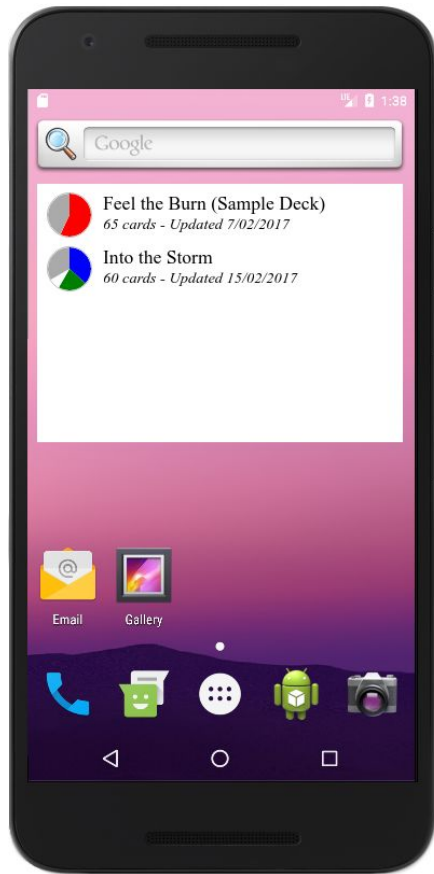 1:38
Google
Feel the Burn (Sample Deck)
65 cards - Updated 7/02/2017
Into the Storm
60 cards - Updated 15/02/2017
@
Email
Gallery